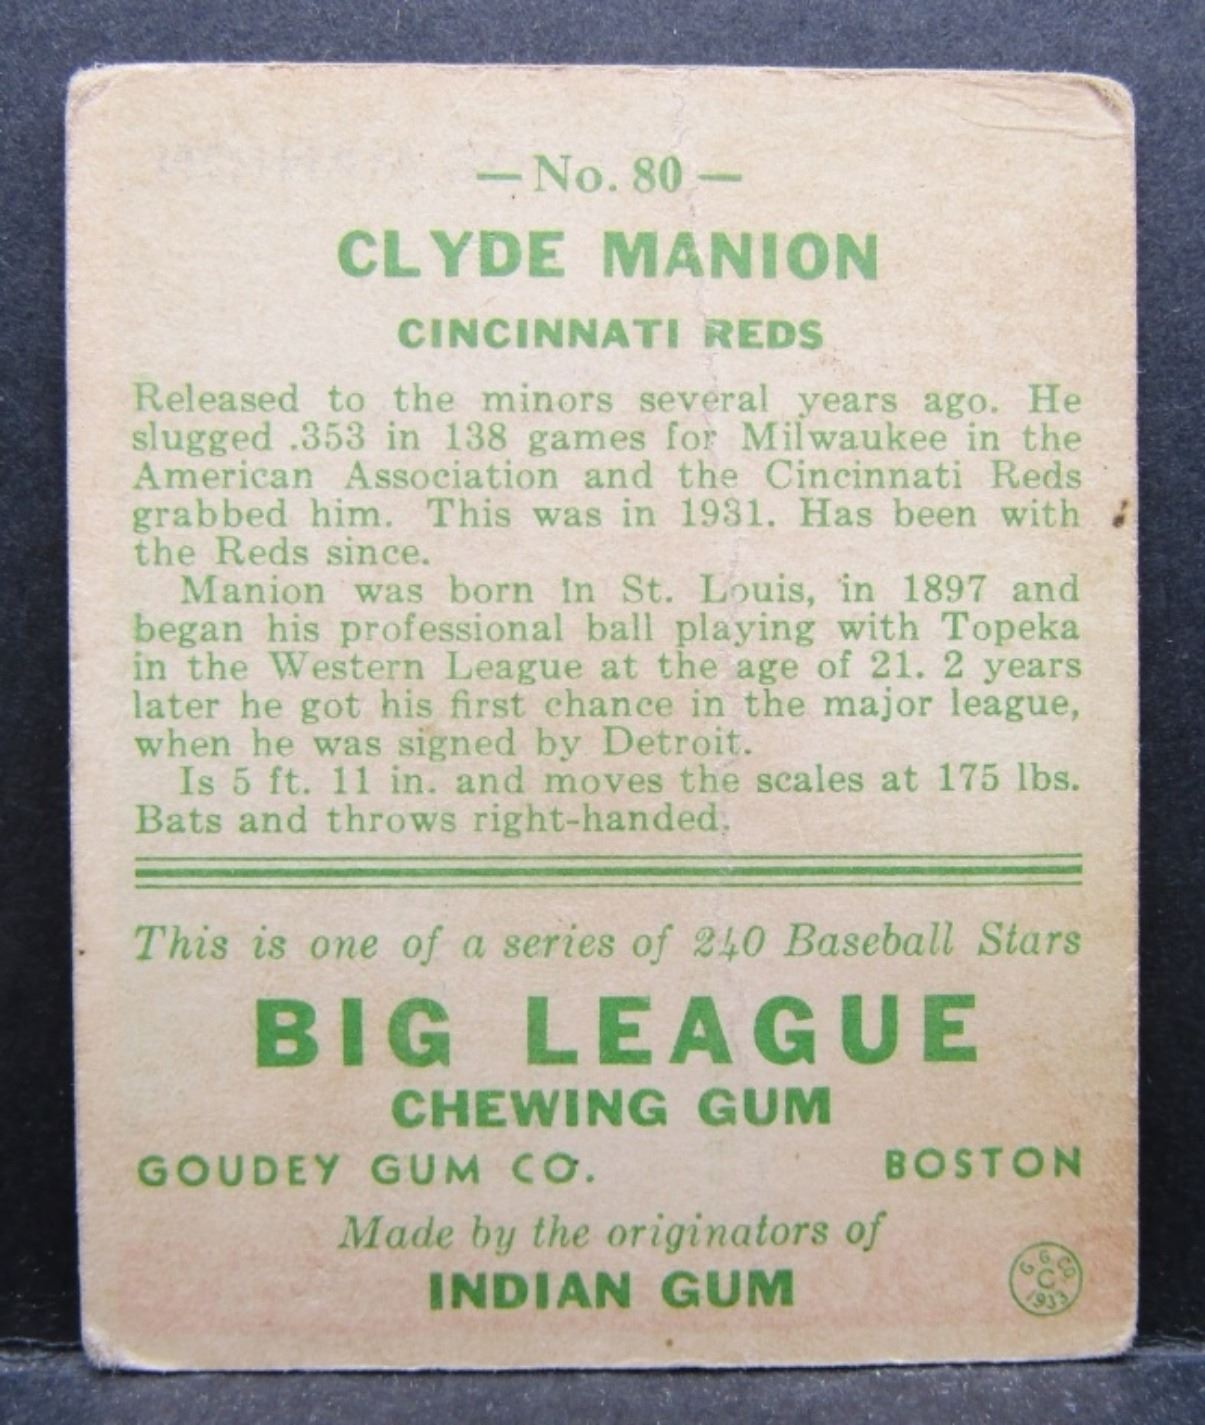 — No. 80 —
CLYDE MANION
CINCINNATI REDS
Released to the minors several years ago. He
slugged .353 in 138 games for Milwaukee in the
American Association and the Cincinnati Reds
grabbed him. This was in 1931. Has been with
the Reds since.
Manion was born in St. Louis, in 1897 and
began his professional ball playing with Topeka
in the Western League at the age of 21. 2 years
later he got his first chance in the major league,
when he was signed by Detroit.
Is 5 ft. 11 in. and moves the scales at 175 lbs.
Bats and throws right-handed.
This is one of a series of 240 Baseball Stars
BIG LEAGUE
CHEWING GUM
GOUDEY GUM CO. BOSTON
Made by the originators of
INDIAN GUM
G. G. CO.
C
1933